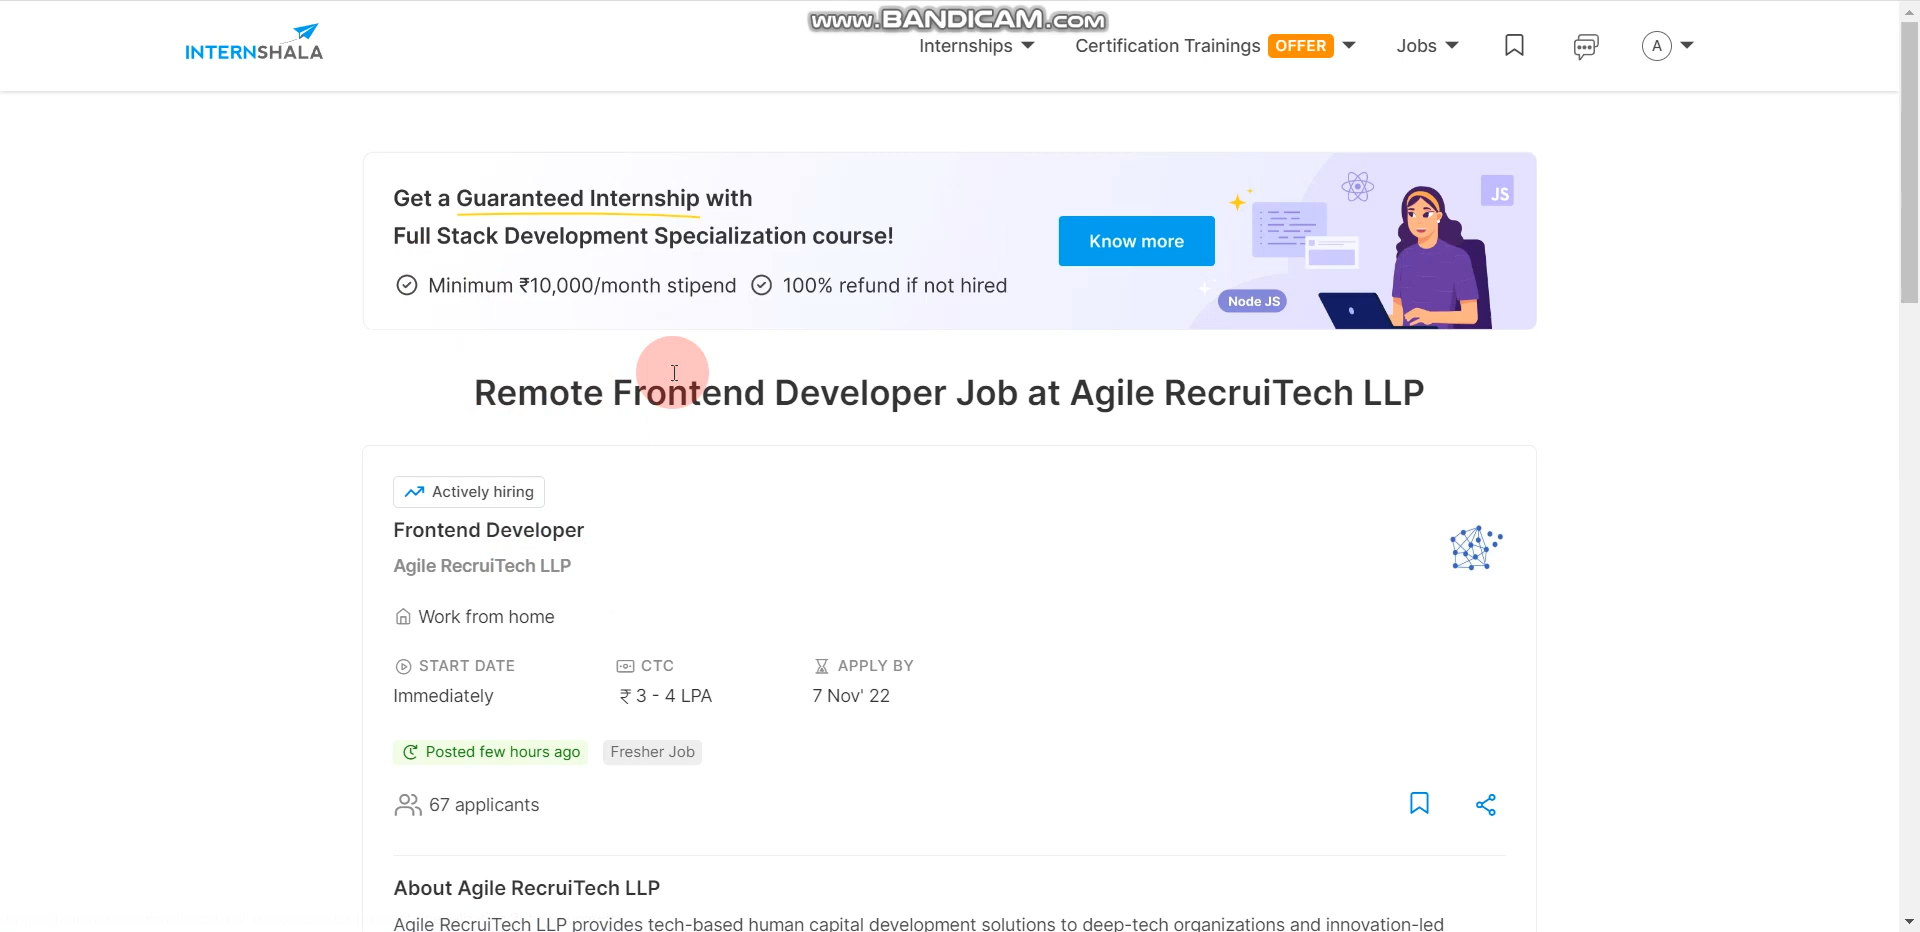 www.BANDICAM.com
INTERNSHALA
Internships
Certification Trainings OFFER
Jobs
A
Get a Guaranteed Internship with
Full Stack Development Specialization course!
Minimum ₹10,000/month stipend 100% refund if not hired
Know more
JS
Node JS
Remote Frontend Developer Job at Agile RecruiTech LLP
Actively hiring
Frontend Developer
Agile RecruiTech LLP
Work from home
START DATE CTC APPLY BY
Immediately ₹ 3 - 4 LPA 7 Nov' 22
Posted few hours ago Fresher Job
67 applicants
About Agile RecruiTech LLP
Agile RecruiTech LLP provides tech-based human capital development solutions to deep-tech organizations and innovation-led